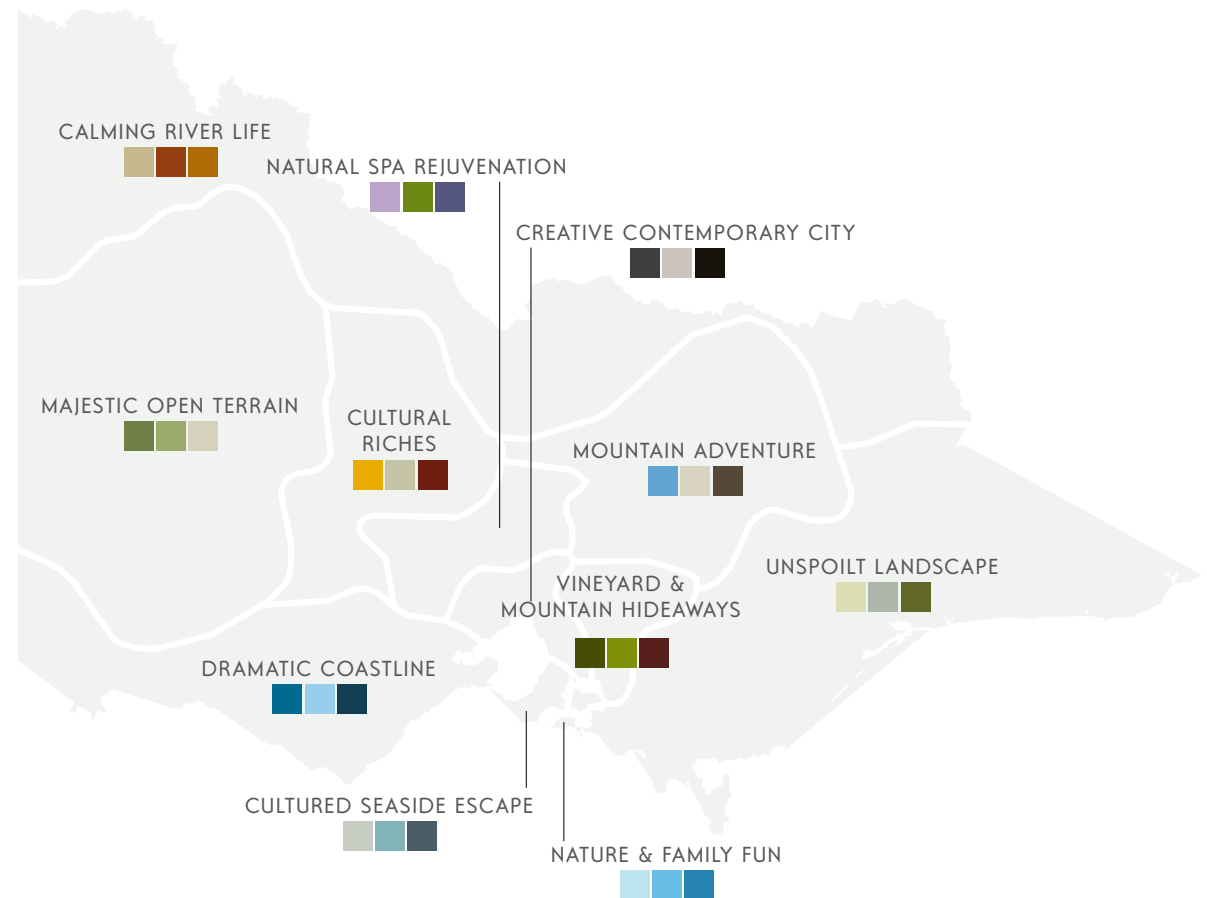 CALMING RIVER LIFE
NATURAL SPA REJUVENATION
CREATIVE CONTEMPORARY CITY
MAJESTIC OPEN TERRAIN
CULTURAL
RICHES
MOUNTAIN ADVENTURE
UNSPOILT LANDSCAPE
VINEYARD &
MOUNTAIN HIDEAWAYS
DRAMATIC COASTLINE
CULTURED SEASIDE ESCAPE
NATURE & FAMILY FUN